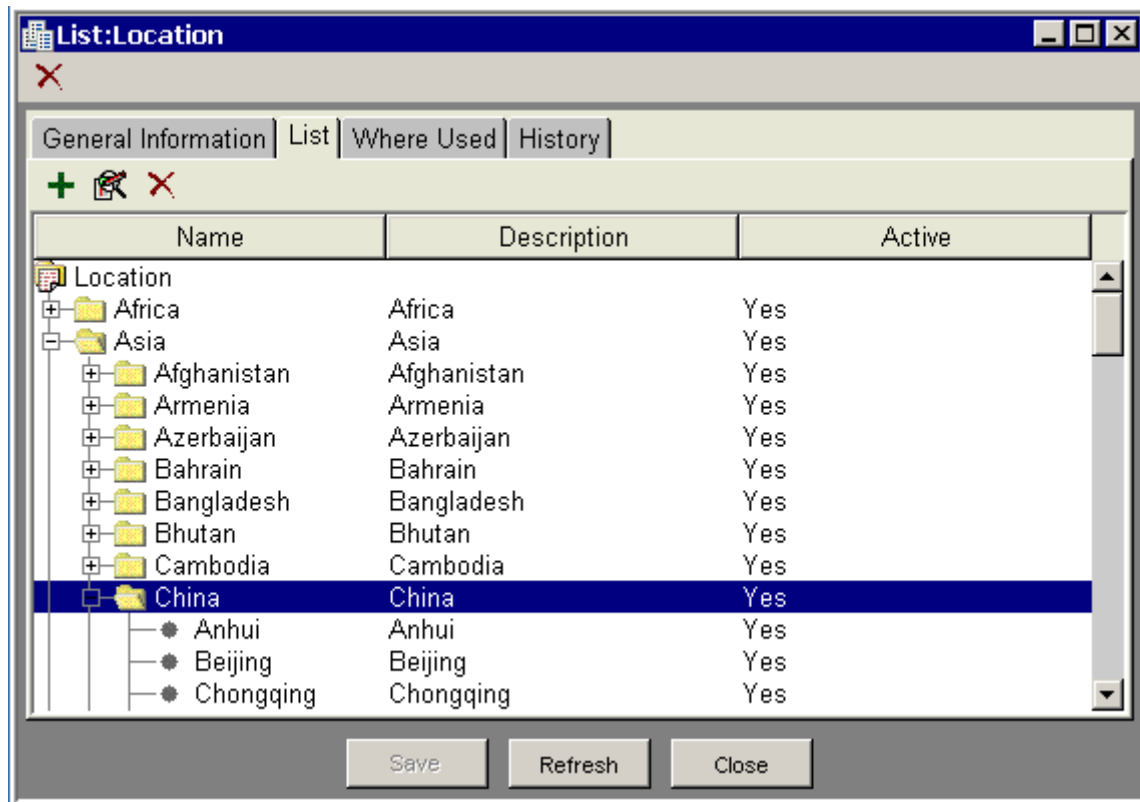 List:Location
General Information List Where Used History
Name Description Active
Location
Africa Africa Yes
Asia Asia Yes
Afghanistan Afghanistan Yes
Armenia Armenia Yes
Azerbaijan Azerbaijan Yes
Bahrain Bahrain Yes
Bangladesh Bangladesh Yes
Bhutan Bhutan Yes
Cambodia Cambodia Yes
China China Yes
Anhui Anhui Yes
Beijing Beijing Yes
Chongqing Chongqing Yes
Save Refresh Close